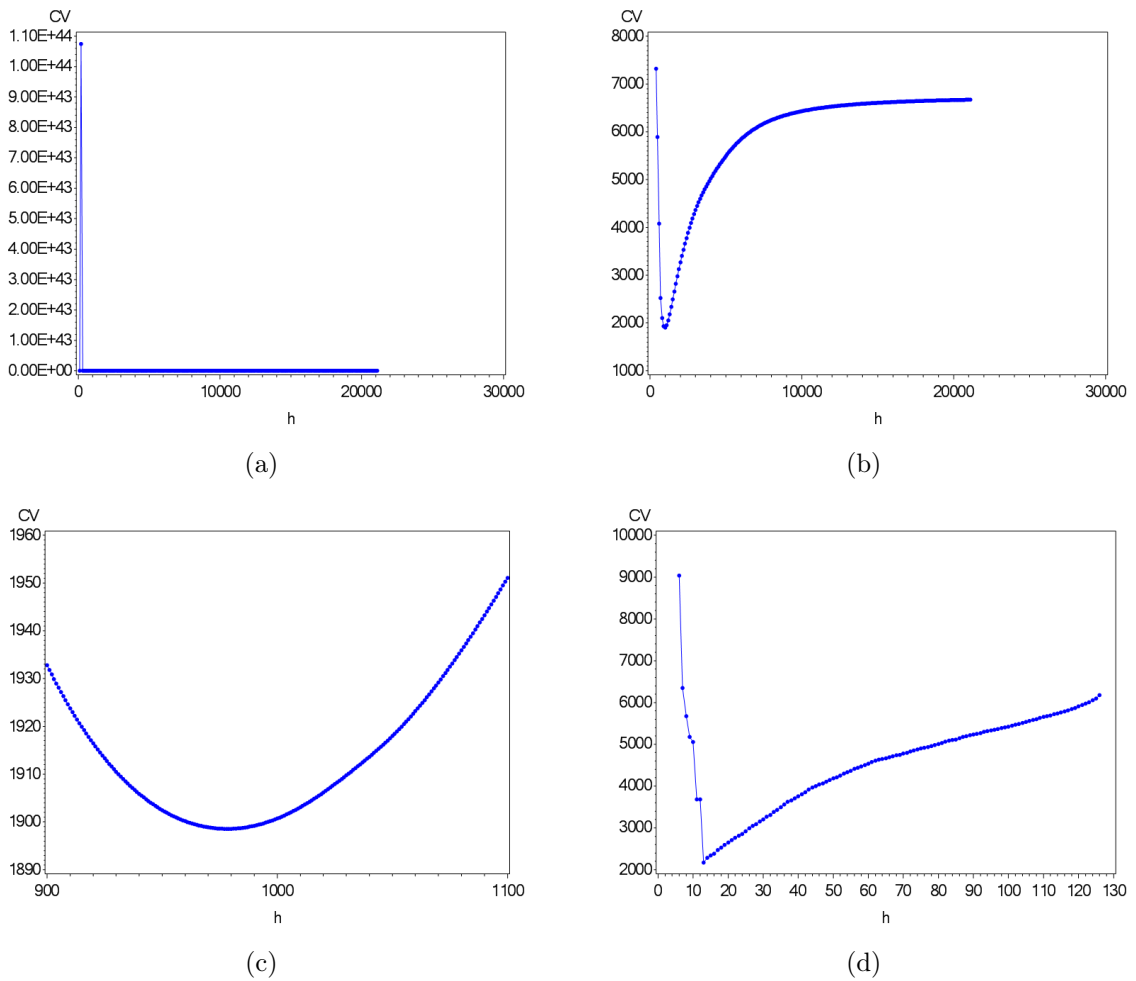 CV
1.10E+44
1.00E+44
9.00E+43
8.00E+43
7.00E+43
6.00E+43
5.00E+43
4.00E+43
3.00E+43
2.00E+43
1.00E+43
0.00E+00
0 10000 20000 30000
h
(a)
CV
8000
7000
6000
5000
4000
3000
2000
1000
0 10000 20000 30000
h
(b)
CV
1960
1950
1940
1930
1920
1910
1900
1890
900 1000 1100
h
(c)
CV
10000
9000
8000
7000
6000
5000
4000
3000
2000
0 10 20 30 40 50 60 70 80 90 100 110 120 130
h
(d)